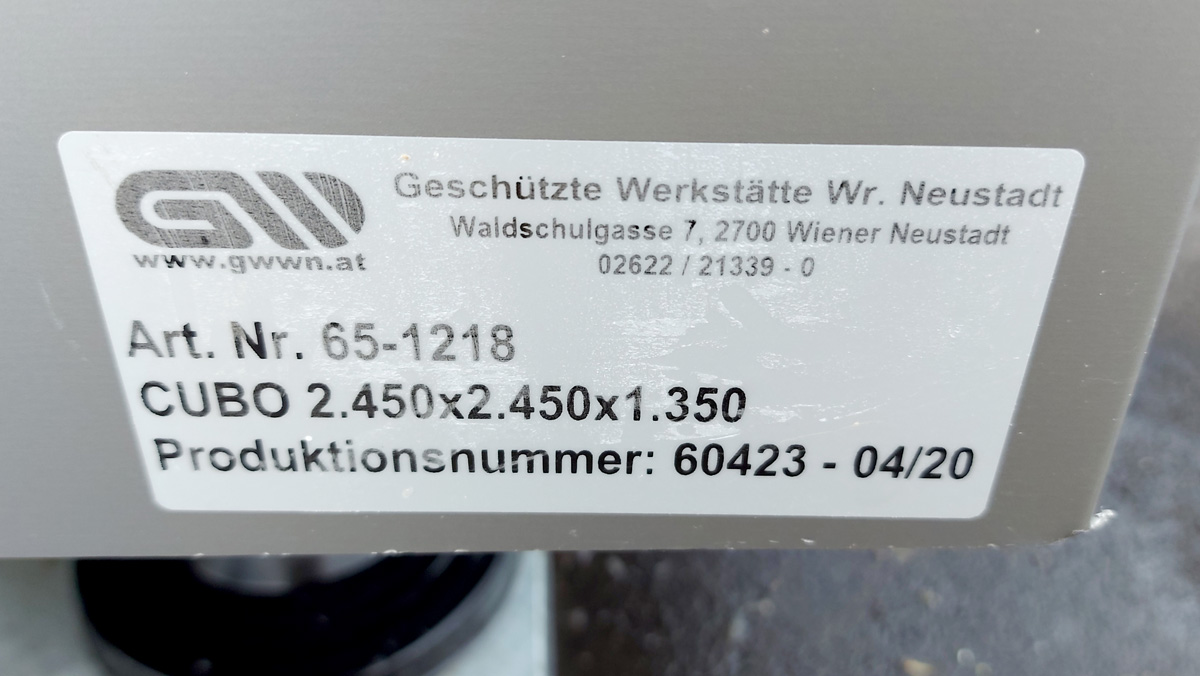 GW
www.gwwn.at
Geschützte Werkstätte Wr. Neustadt
Waldschulgasse 7, 2700 Wiener Neustadt
02622 / 21339 - 0
Art. Nr. 65-1218
CUBO 2.450x2.450x1.350
Produktionsnummer: 60423 - 04/20